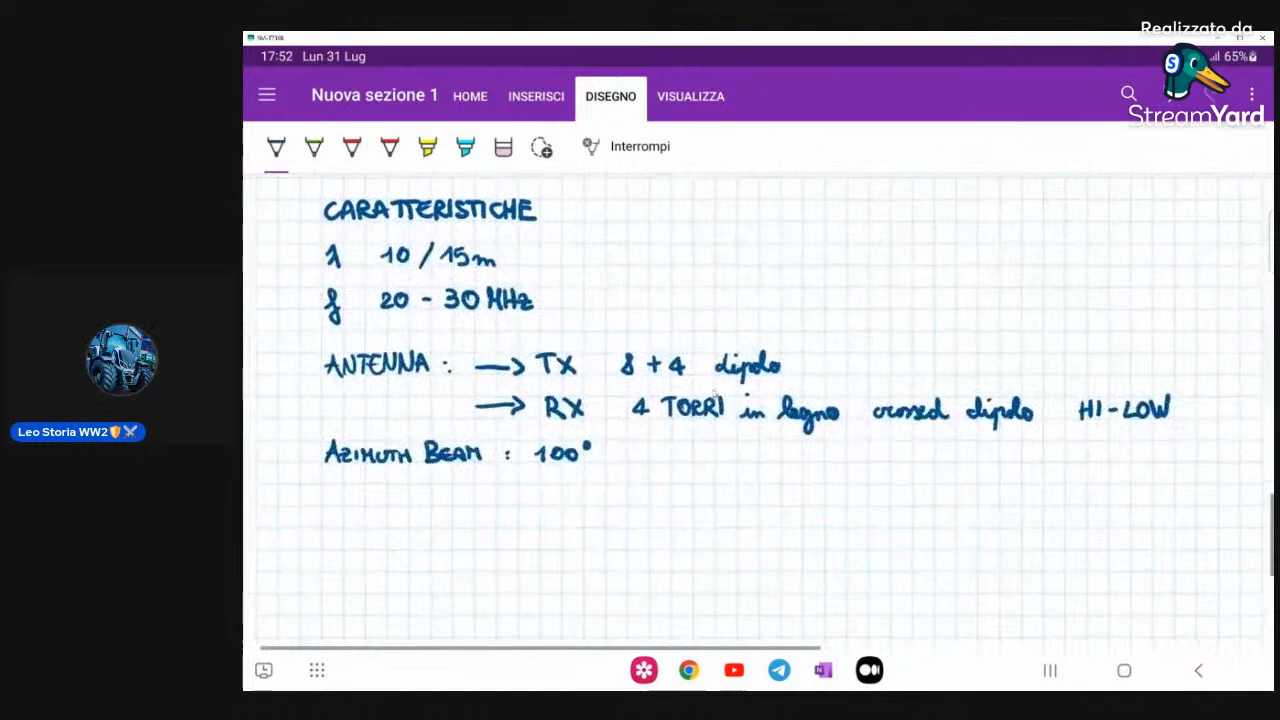 Realizzato da
StreamYard
17:52 Lun 31 Lug
65%
Nuova sezione 1 HOME INSERISCI DISEGNO VISUALIZZA
Interrompi
CARATTERISTICHE
λ 10 / 15m
f 20 - 30 MHz
ANTENNA : → TX 8 + 4 dipolo
→ RX 4 TORRI in legno crossed dipolo HI-LOW
AZIMUTH BEAM : 100°
Leo Storia WW2🛡️⚔️